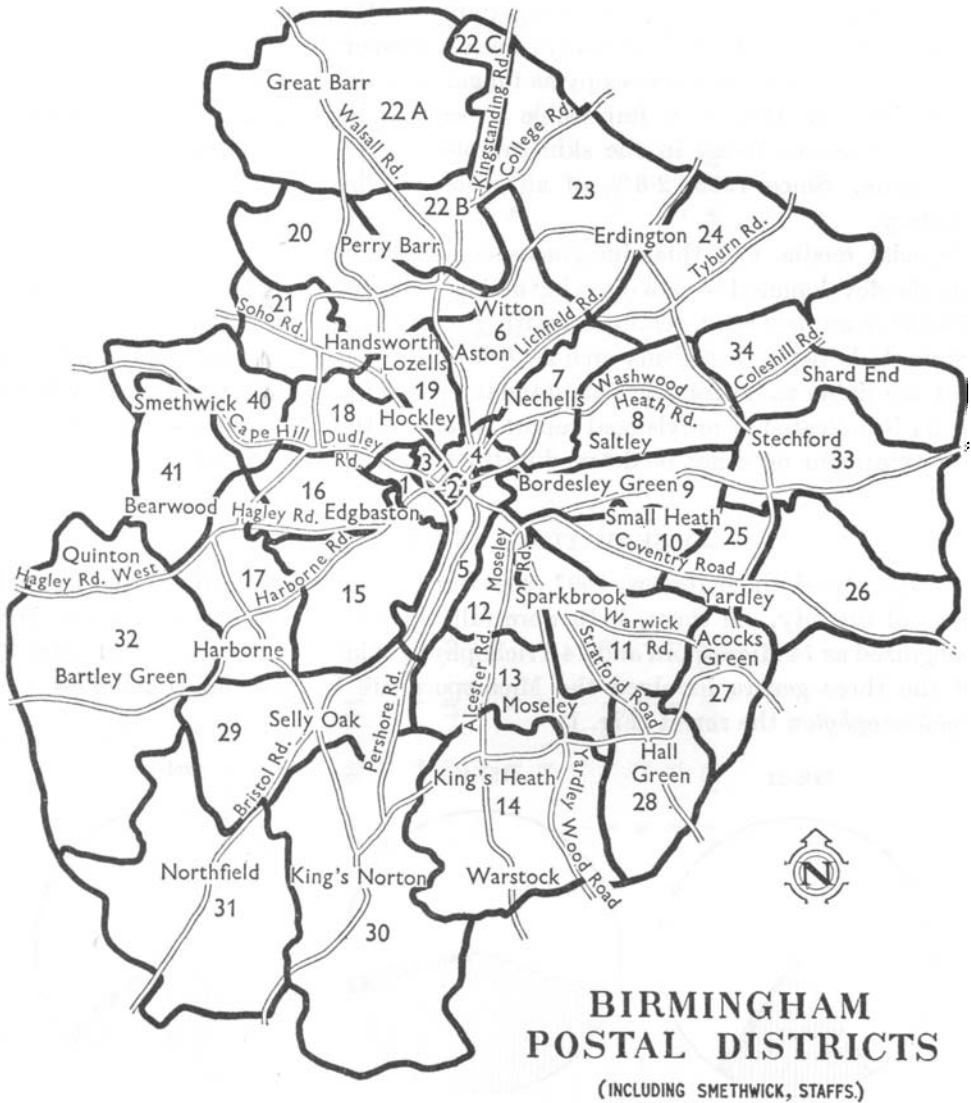 22 C
Great Barr
22 A
Kingstanding Rd.
College Rd.
Walsall Rd.
23
22 B
20
Perry Barr
Erdington
24
Tyburn Rd.
21
Soho Rd.
Witton
6
Lichfield Rd.
Handsworth
Lozells
Aston
34
Coleshill Rd.
Shard End
7
Nechells
Washwood
Heath Rd.
8
Saltley
19
Hockley
40
Smethwick
18
Cape Hill
Dudley
Rd.
Stechford
33
3
4
1
2
41
Bearwood
16
Hagley Rd.
Edgbaston
Bordesley Green
9
Small Heath
10
25
Coventry Road
Quinton
Hagley Rd. West
17
Harborne Rd.
15
5
Moseley
Rd.
12
Sparkbrook
Yardley
26
Warwick
Rd.
11
Acocks
Green
32
Harborne
Bartley Green
Alcester Rd.
13
Moseley
Stratford Road
27
29
Selly Oak
Pershore Rd.
Bristol Rd.
King's Heath
14
Yardley Wood Road
Hall
Green
28
Northfield
31
King's Norton
30
Warstock
N
BIRMINGHAM
POSTAL DISTRICTS
(INCLUDING SMETHWICK, STAFFS.)